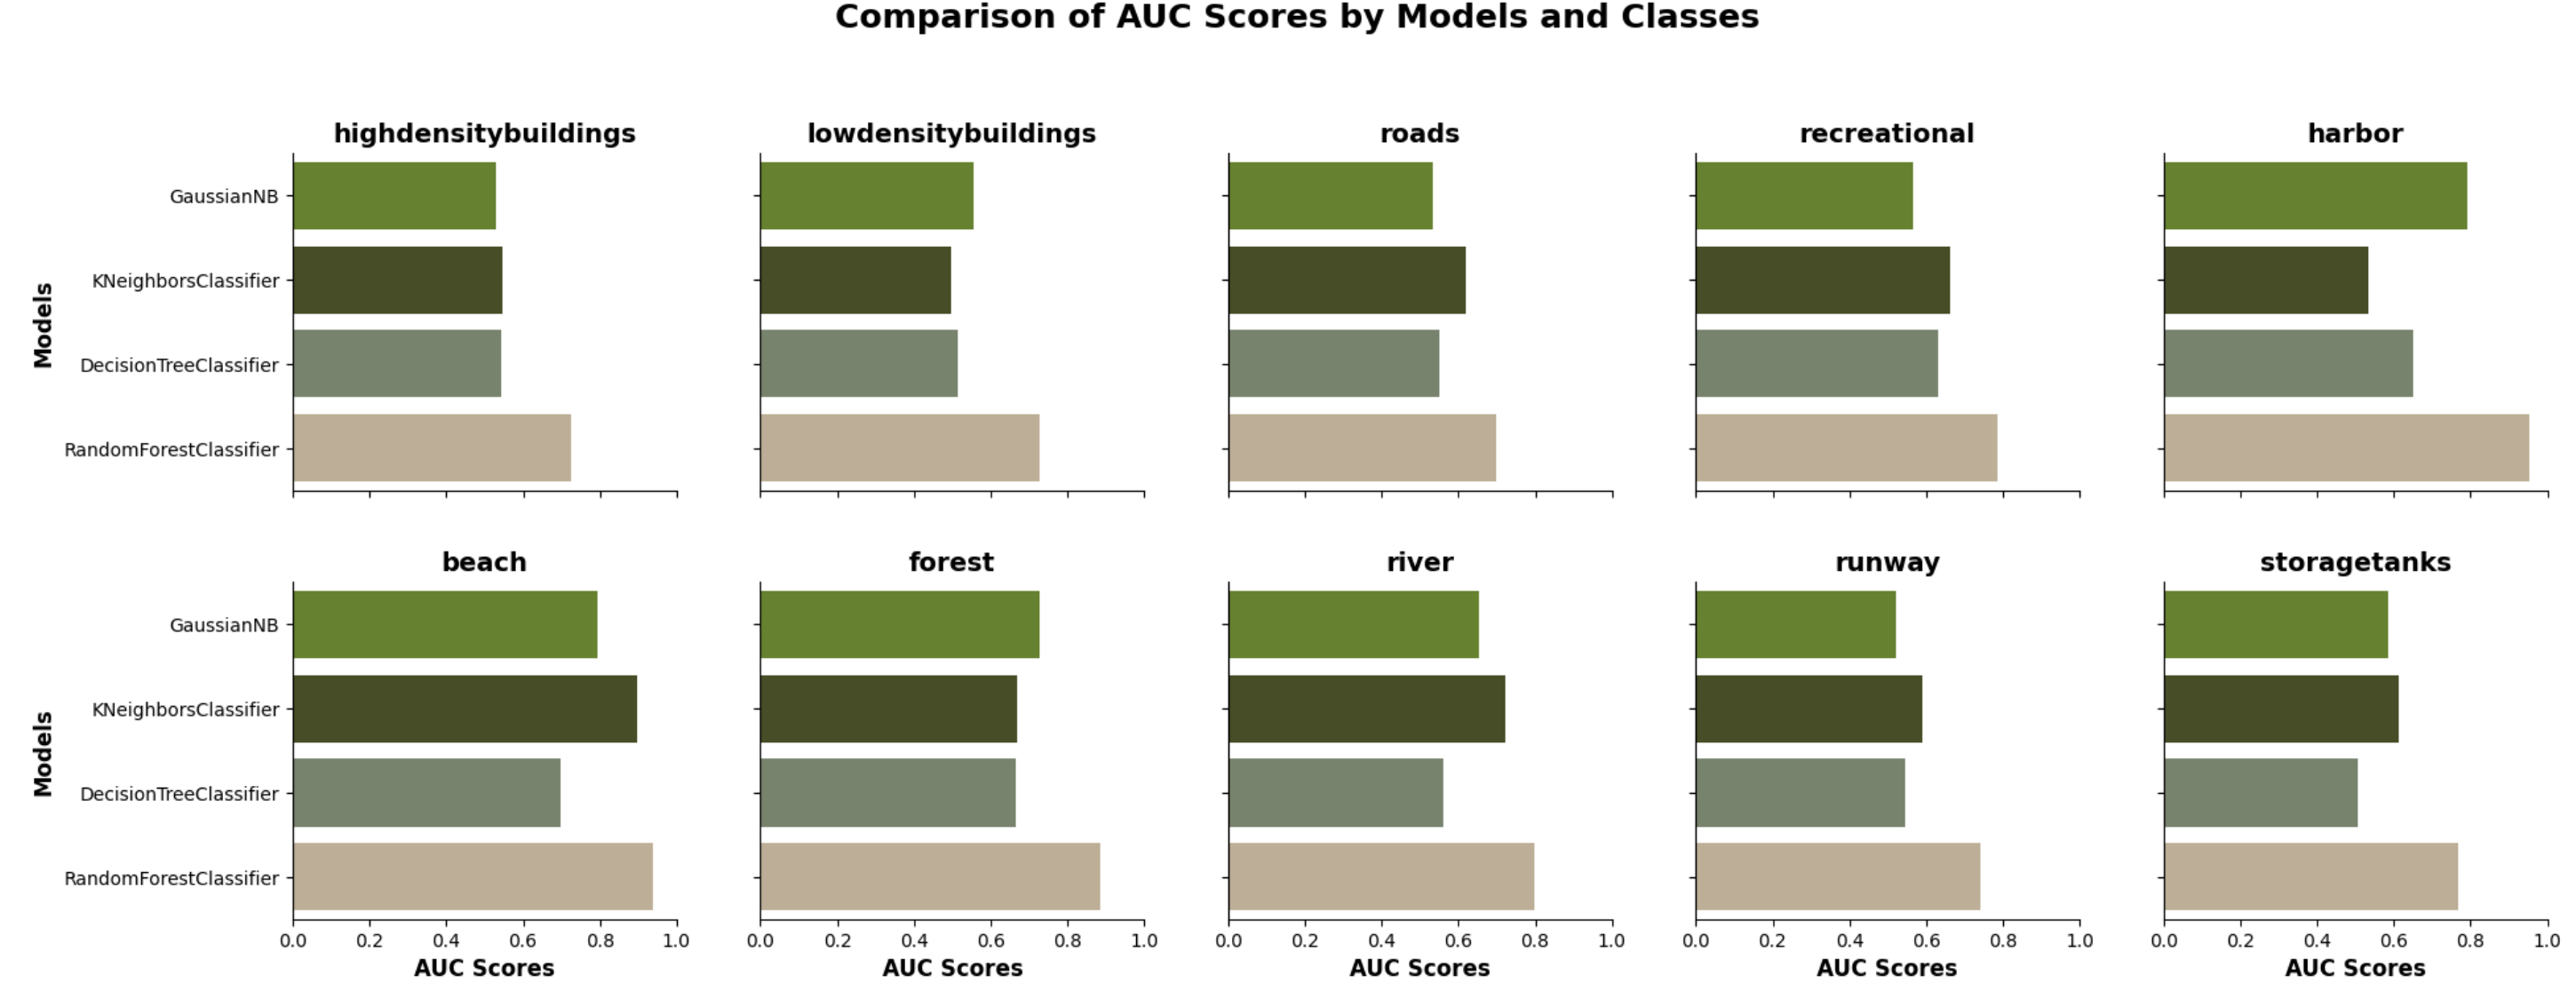 Comparison of AUC Scores by Models and Classes
highdensitybuildings
lowdensitybuildings
roads
recreational
harbor
Models
GaussianNB
KNeighborsClassifier
DecisionTreeClassifier
RandomForestClassifier
beach
forest
river
runway
storagetanks
Models
GaussianNB
KNeighborsClassifier
DecisionTreeClassifier
RandomForestClassifier
0.0 0.2 0.4 0.6 0.8 1.0
0.0 0.2 0.4 0.6 0.8 1.0
0.0 0.2 0.4 0.6 0.8 1.0
0.0 0.2 0.4 0.6 0.8 1.0
0.0 0.2 0.4 0.6 0.8 1.0
AUC Scores
AUC Scores
AUC Scores
AUC Scores
AUC Scores